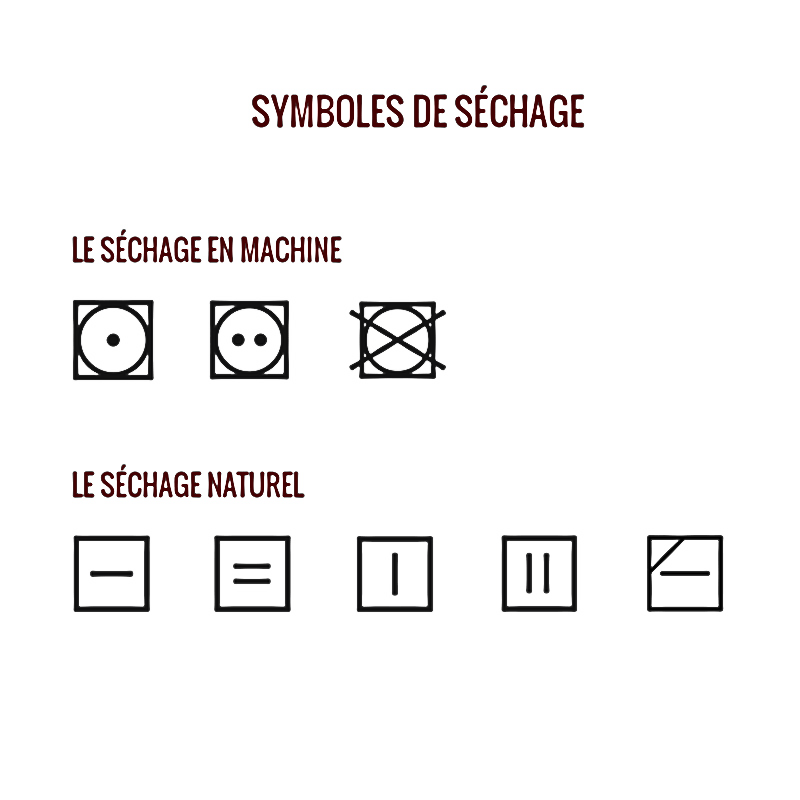 SYMBOLES DE SÉCHAGE
LE SÉCHAGE EN MACHINE
LE SÉCHAGE NATUREL